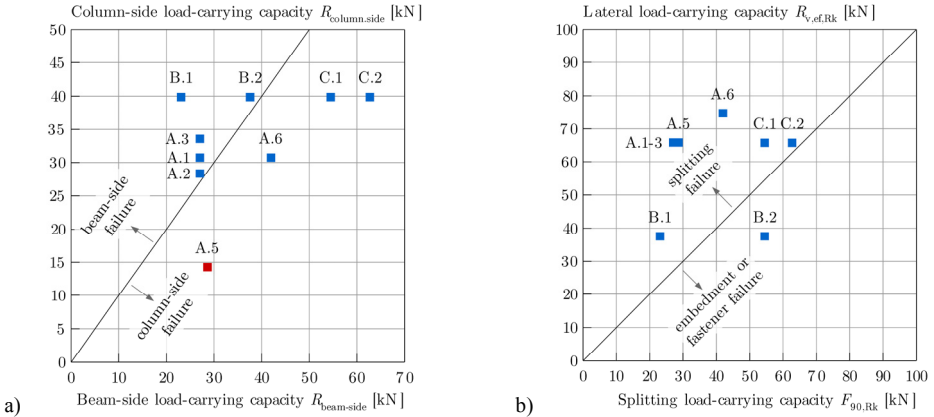 Column-side load-carrying capacity R_column.side [kN]
50
45
40
35
30
25
20
15
10
5
0
B.1
B.2
C.1
C.2
A.3
A.1
A.6
A.2
beam-side
failure
A.5
column-side
failure
0 10 20 30 40 50 60 70
Beam-side load-carrying capacity R_beam-side [kN]
a)
Lateral load-carrying capacity R_v,ef,Rk [kN]
100
90
80
70
60
50
40
30
20
10
0
A.6
A.5
C.1 C.2
A.1-3
splitting
failure
B.1
B.2
embedment or
fastener failure
0 10 20 30 40 50 60 70 80 90 100
Splitting load-carrying capacity F_90,Rk [kN]
b)